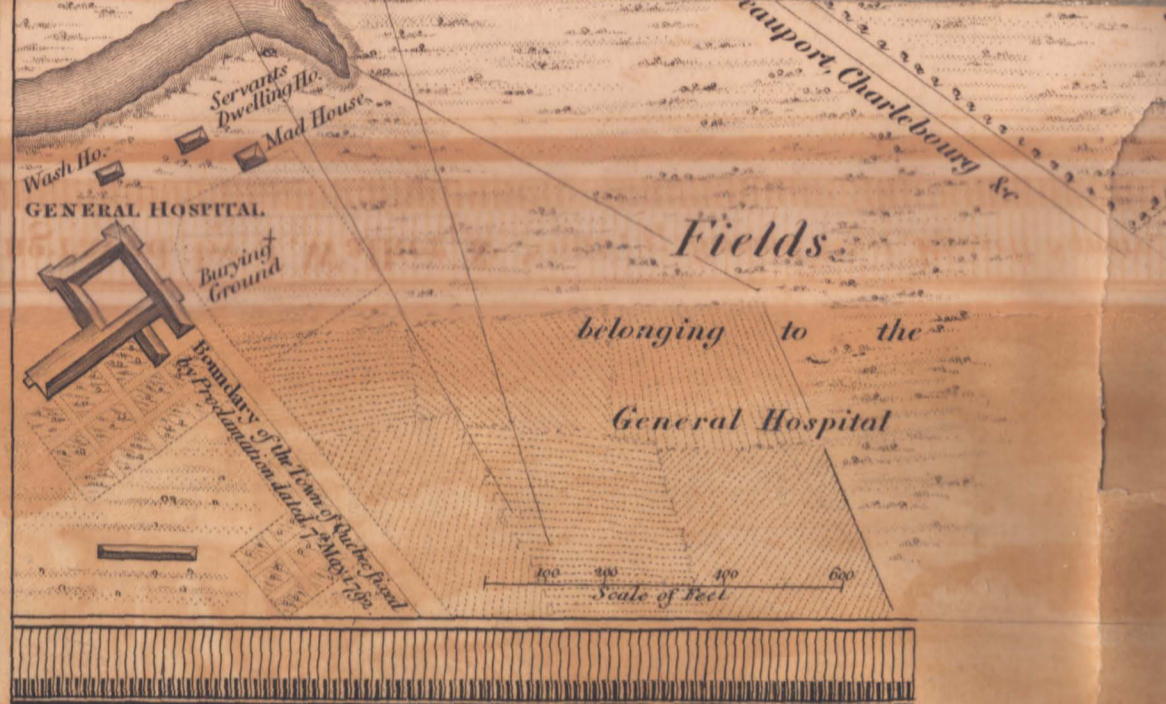 eauport, Charlebourg &c
Servants
Dwelling Ho.
Mad House
Wash Ho.
GENERAL HOSPITAL
Burying
Ground
Fields
belonging to the
General Hospital
Boundary of the Town of Quebec fixed
by Proclamation dated 7th May 1792
100 200 400 600
Scale of Feet